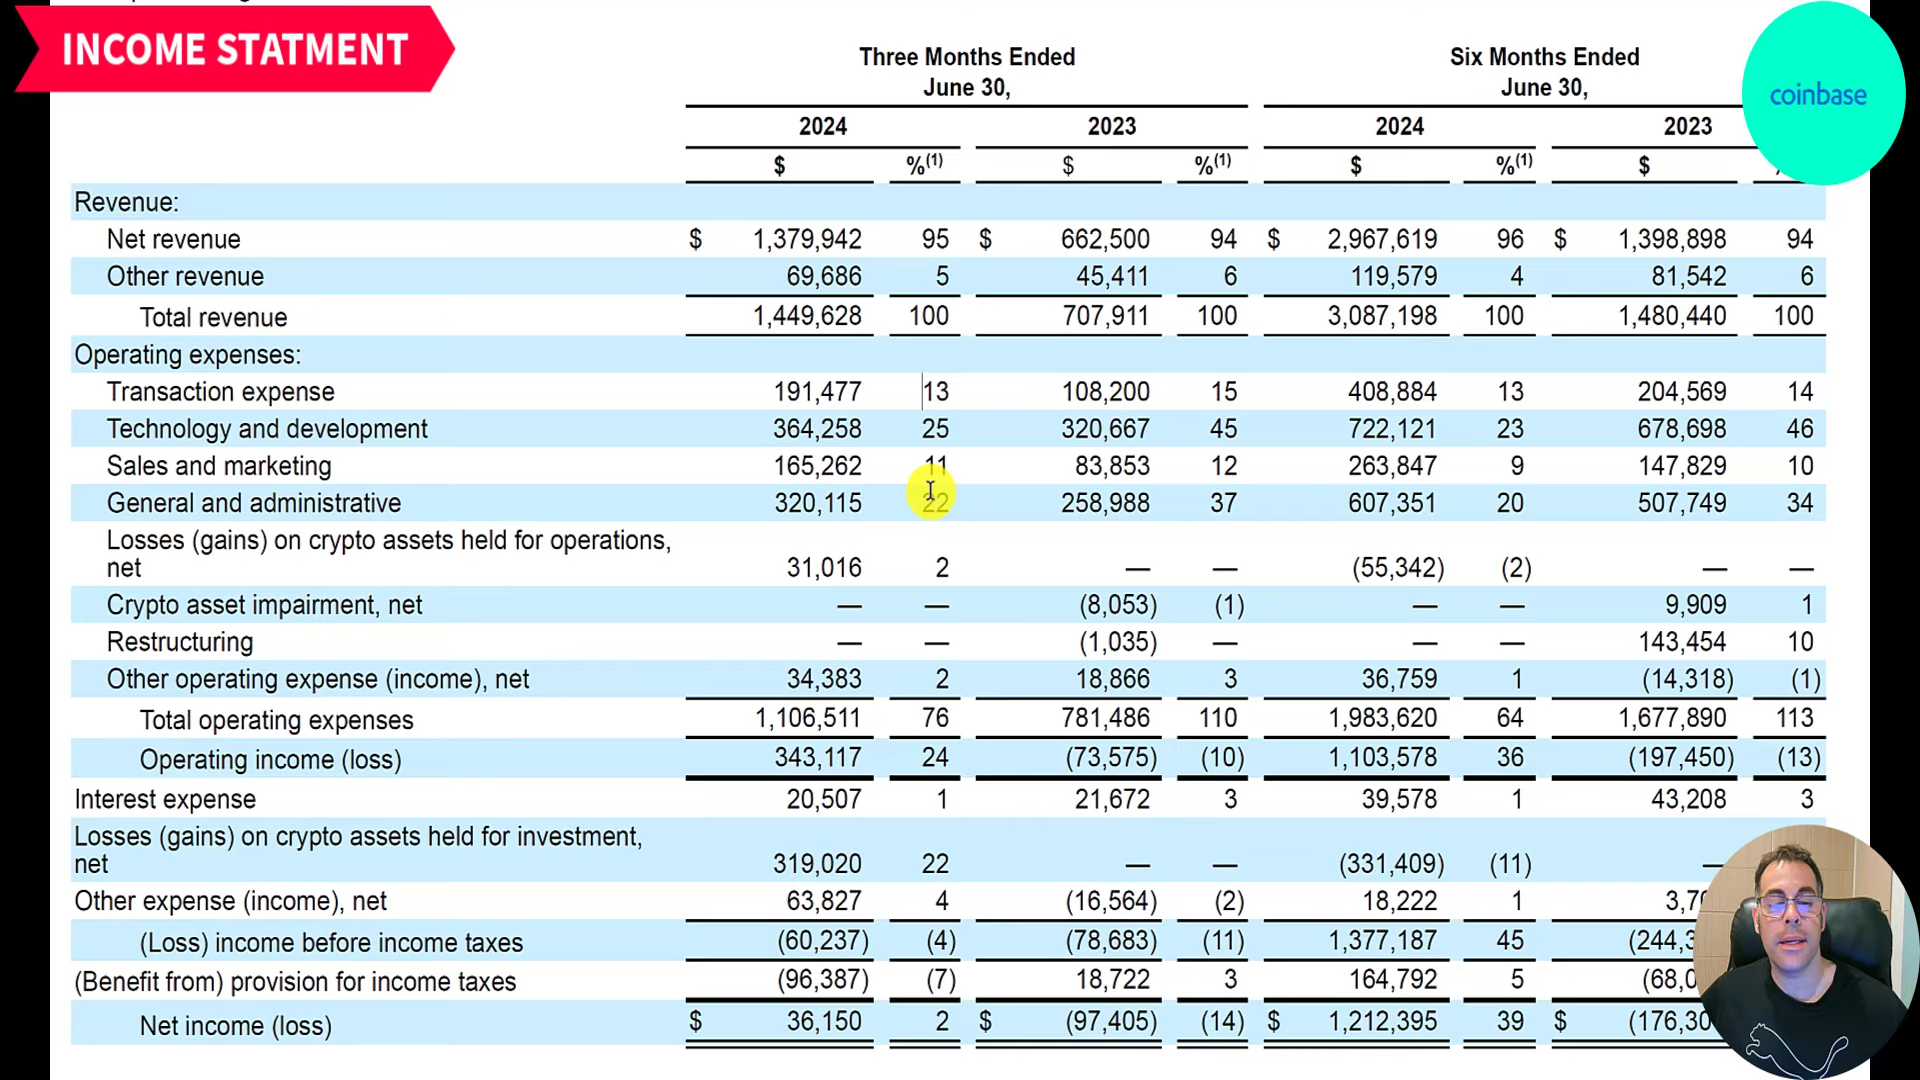 INCOME STATMENT
coinbase
Three Months Ended Six Months Ended
June 30, June 30,
2024 2023 2024 2023
$ %(1) $ %(1) $ %(1) $
Revenue:
Net revenue $ 1,379,942 95 $ 662,500 94 $ 2,967,619 96 $ 1,398,898 94
Other revenue 69,686 5 45,411 6 119,579 4 81,542 6
Total revenue 1,449,628 100 707,911 100 3,087,198 100 1,480,440 100
Operating expenses:
Transaction expense 191,477 13 108,200 15 408,884 13 204,569 14
Technology and development 364,258 25 320,667 45 722,121 23 678,698 46
Sales and marketing 165,262 11 83,853 12 263,847 9 147,829 10
General and administrative 320,115 22 258,988 37 607,351 20 507,749 34
Losses (gains) on crypto assets held for operations,
net 31,016 2 — — (55,342) (2) — —
Crypto asset impairment, net — — (8,053) (1) — — 9,909 1
Restructuring — — (1,035) — — — 143,454 10
Other operating expense (income), net 34,383 2 18,866 3 36,759 1 (14,318) (1)
Total operating expenses 1,106,511 76 781,486 110 1,983,620 64 1,677,890 113
Operating income (loss) 343,117 24 (73,575) (10) 1,103,578 36 (197,450) (13)
Interest expense 20,507 1 21,672 3 39,578 1 43,208 3
Losses (gains) on crypto assets held for investment,
net 319,020 22 — — (331,409) (11) —
Other expense (income), net 63,827 4 (16,564) (2) 18,222 1 3,7
(Loss) income before income taxes (60,237) (4) (78,683) (11) 1,377,187 45 (244,3
(Benefit from) provision for income taxes (96,387) (7) 18,722 3 164,792 5 (68,0
Net income (loss) $ 36,150 2 $ (97,405) (14) $ 1,212,395 39 $ (176,30